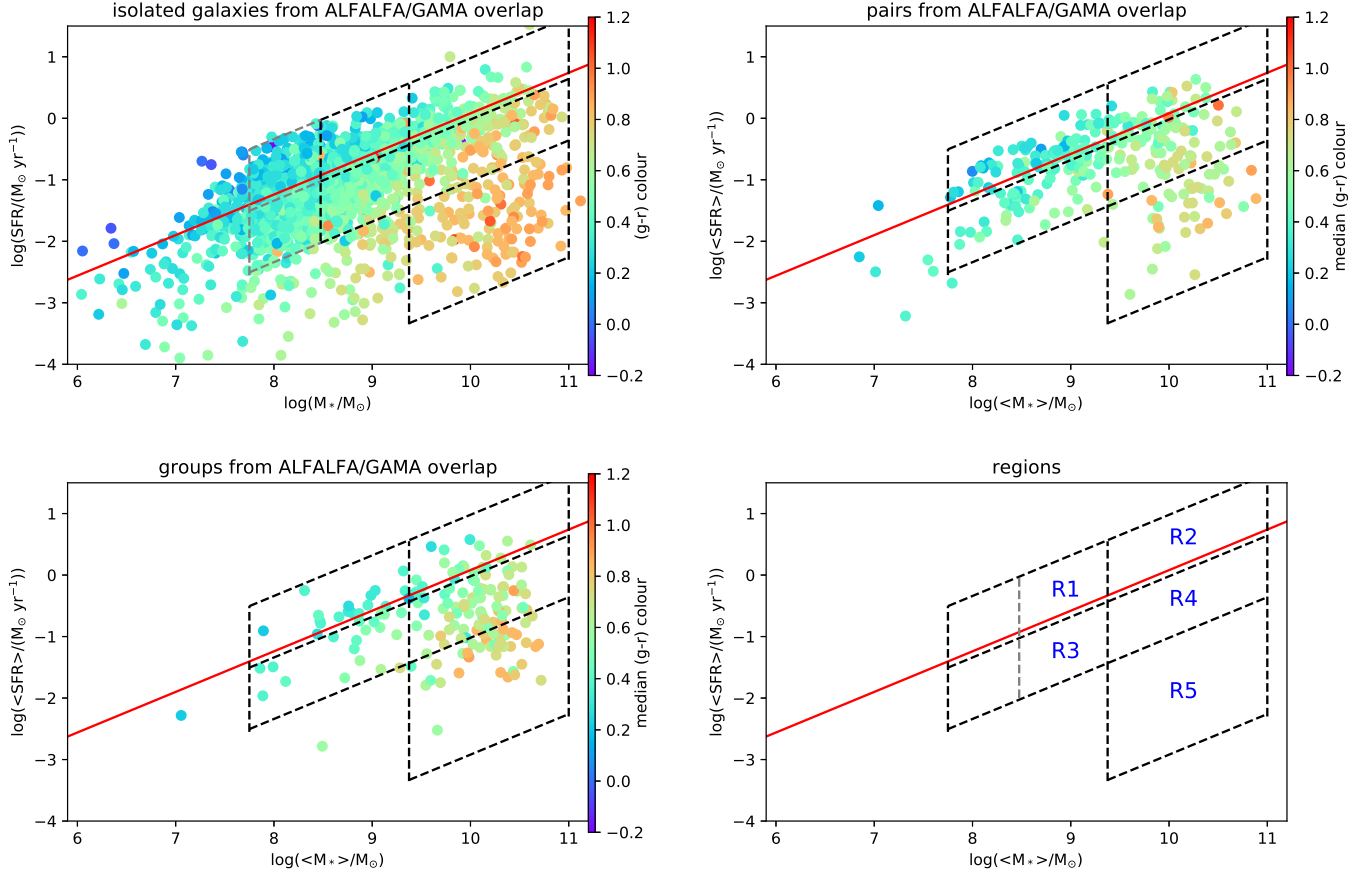 isolated galaxies from ALFALFA/GAMA overlap
log(SFR/(M⊙ yr⁻¹))
1
0
−1
−2
−3
−4
6 7 8 9 10 11
log(M*/M⊙)
1.2
1.0
0.8
0.6
0.4
0.2
0.0
−0.2
(g-r) colour
pairs from ALFALFA/GAMA overlap
log(<SFR>/(M⊙ yr⁻¹))
1
0
−1
−2
−3
−4
6 7 8 9 10 11
log(<M*>/M⊙)
1.2
1.0
0.8
0.6
0.4
0.2
0.0
−0.2
median (g-r) colour
groups from ALFALFA/GAMA overlap
log(<SFR>/(M⊙ yr⁻¹))
1
0
−1
−2
−3
−4
6 7 8 9 10 11
log(<M*>/M⊙)
1.2
1.0
0.8
0.6
0.4
0.2
0.0
−0.2
median (g-r) colour
regions
log(<SFR>/(M⊙ yr⁻¹))
1
0
−1
−2
−3
−4
R2
R1
R4
R3
R5
6 7 8 9 10 11
log(<M*>/M⊙)